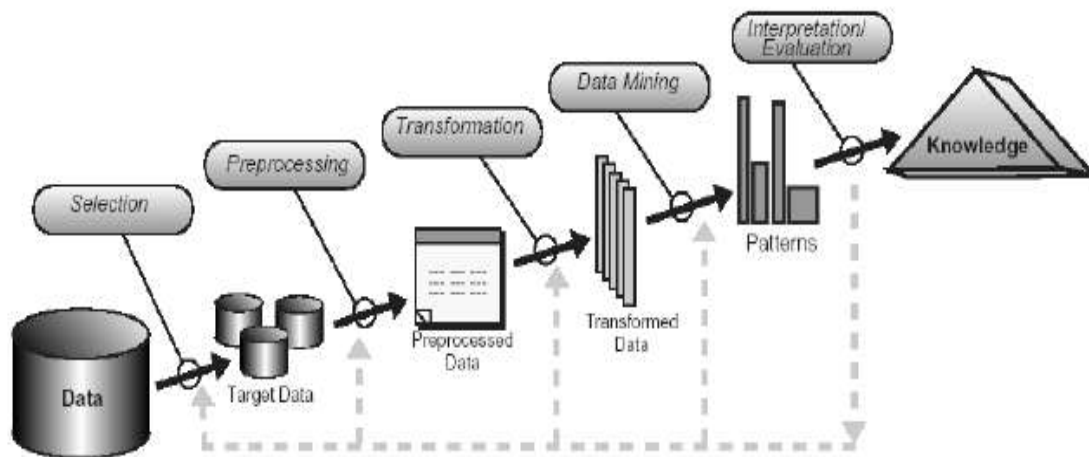 Interpretation/
Evaluation
Data Mining
Transformation
Preprocessing
Selection
Knowledge
Patterns
Transformed
Data
Preprocessed
Data
Target Data
Data